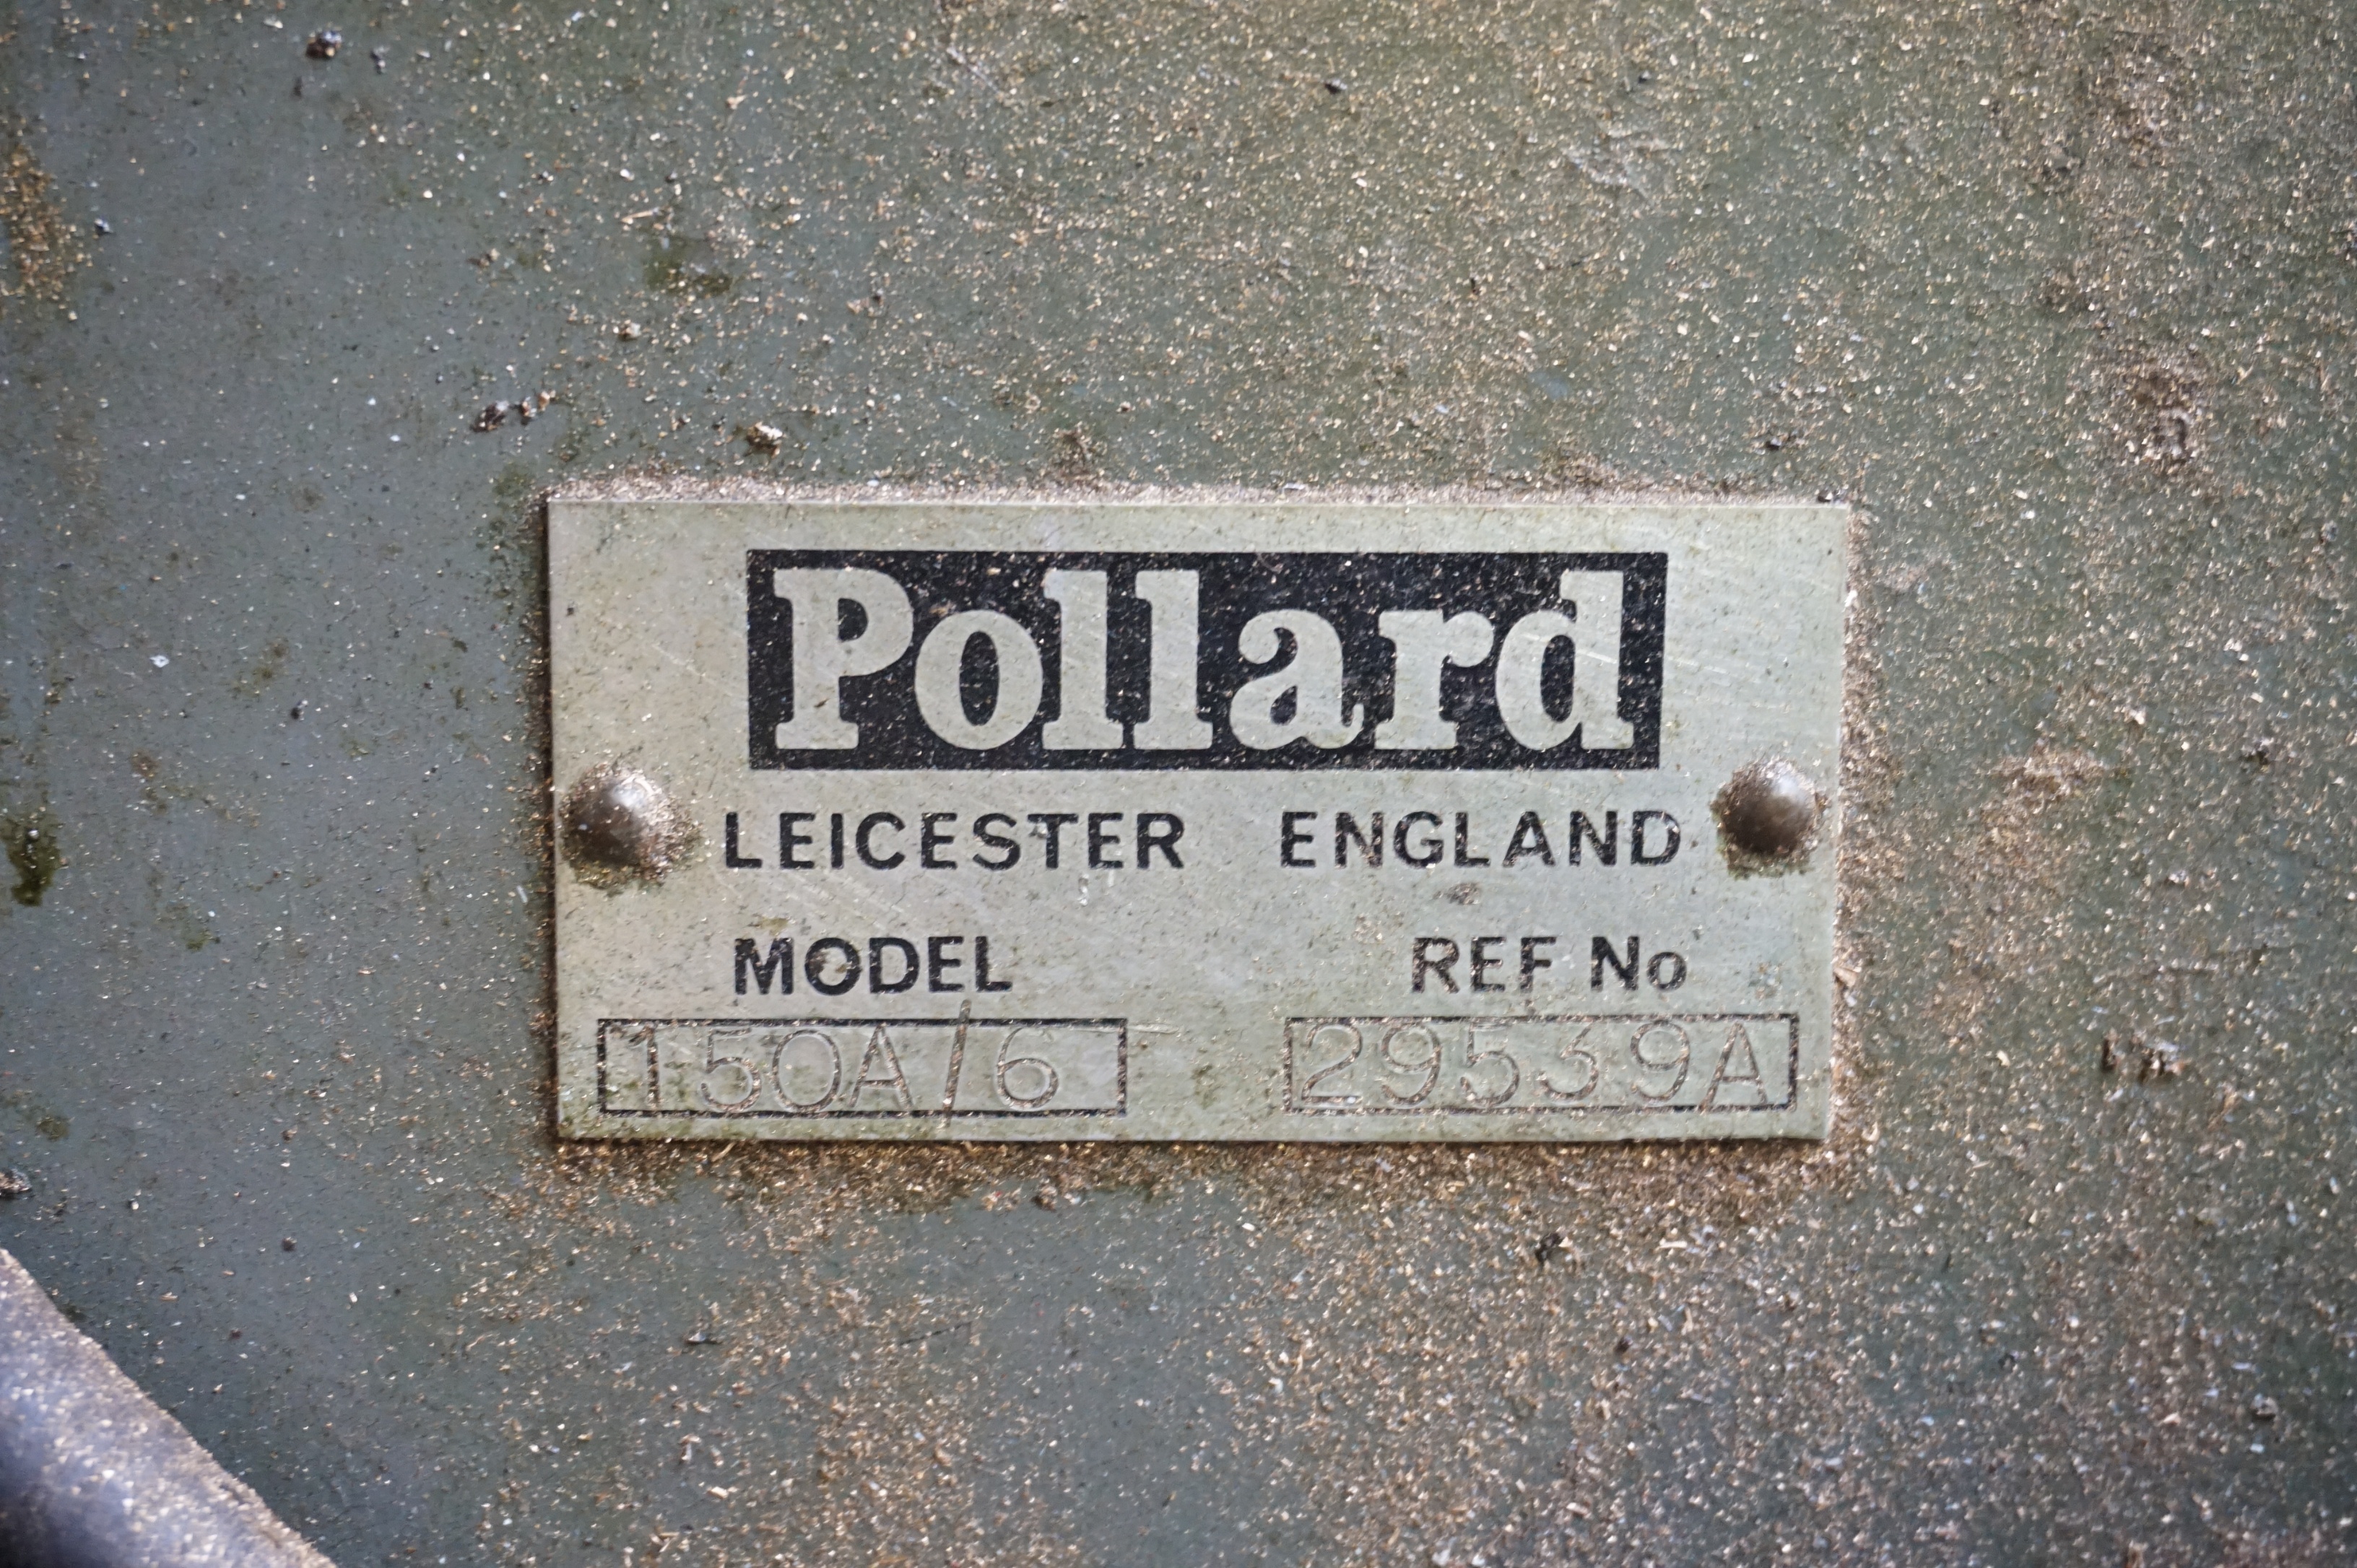 Pollard
LEICESTER ENGLAND
MODEL REF No
150A/6 29539A